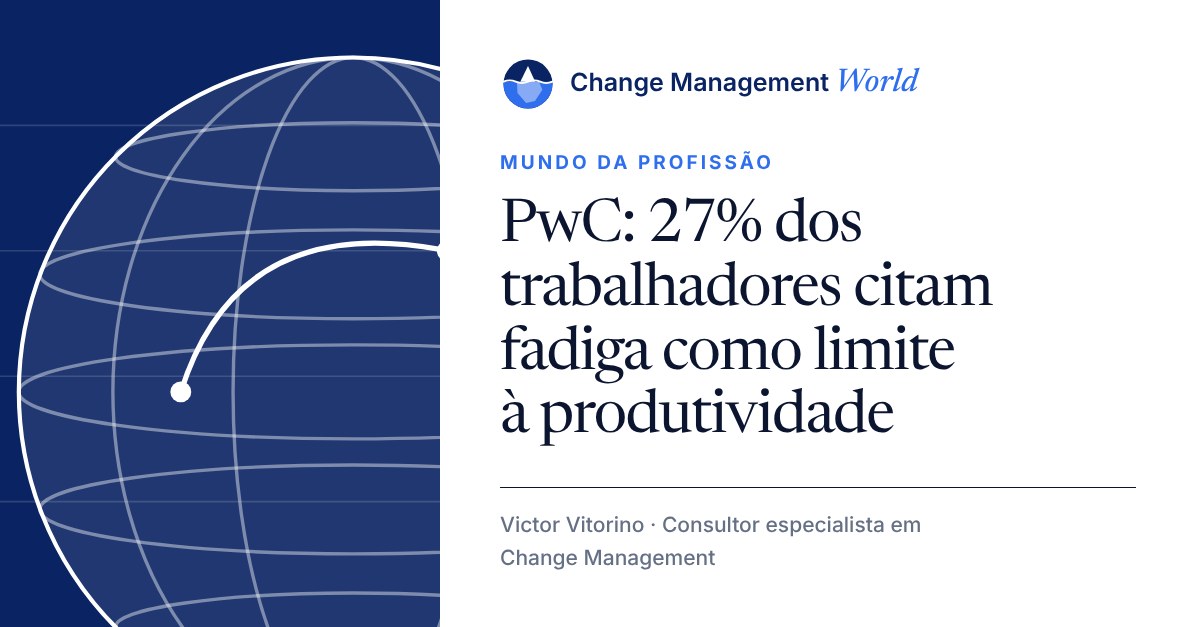 Change Management World
MUNDO DA PROFISSÃO
PwC: 27% dos
trabalhadores citam
fadiga como limite
à produtividade
Victor Vitorino · Consultor especialista em
Change Management